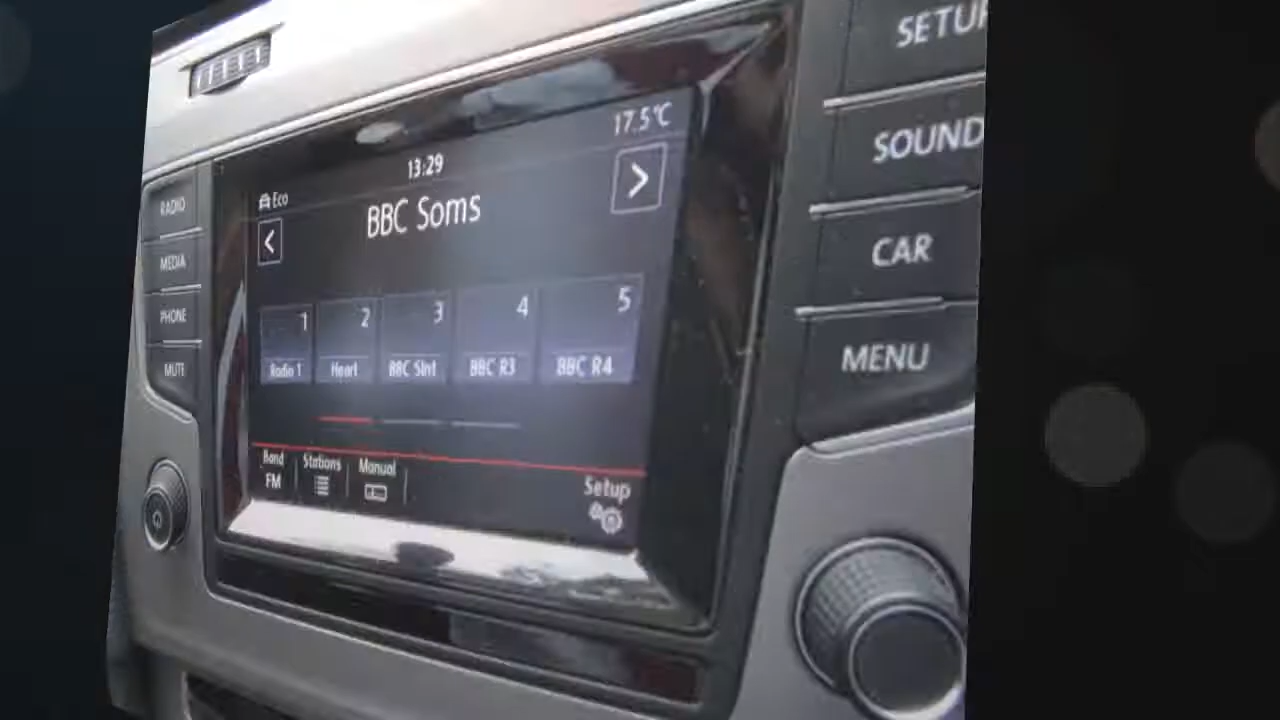 SETUP
SOUND
CAR
MENU
RADIO
MEDIA
PHONE
MUTE
17.5°C
13:29
Eco
BBC Soms
1
2
3
4
5
Radio 1
Heart
BBC Slnt
BBC R3
BBC R4
Band
FM
Stations
Manual
Setup